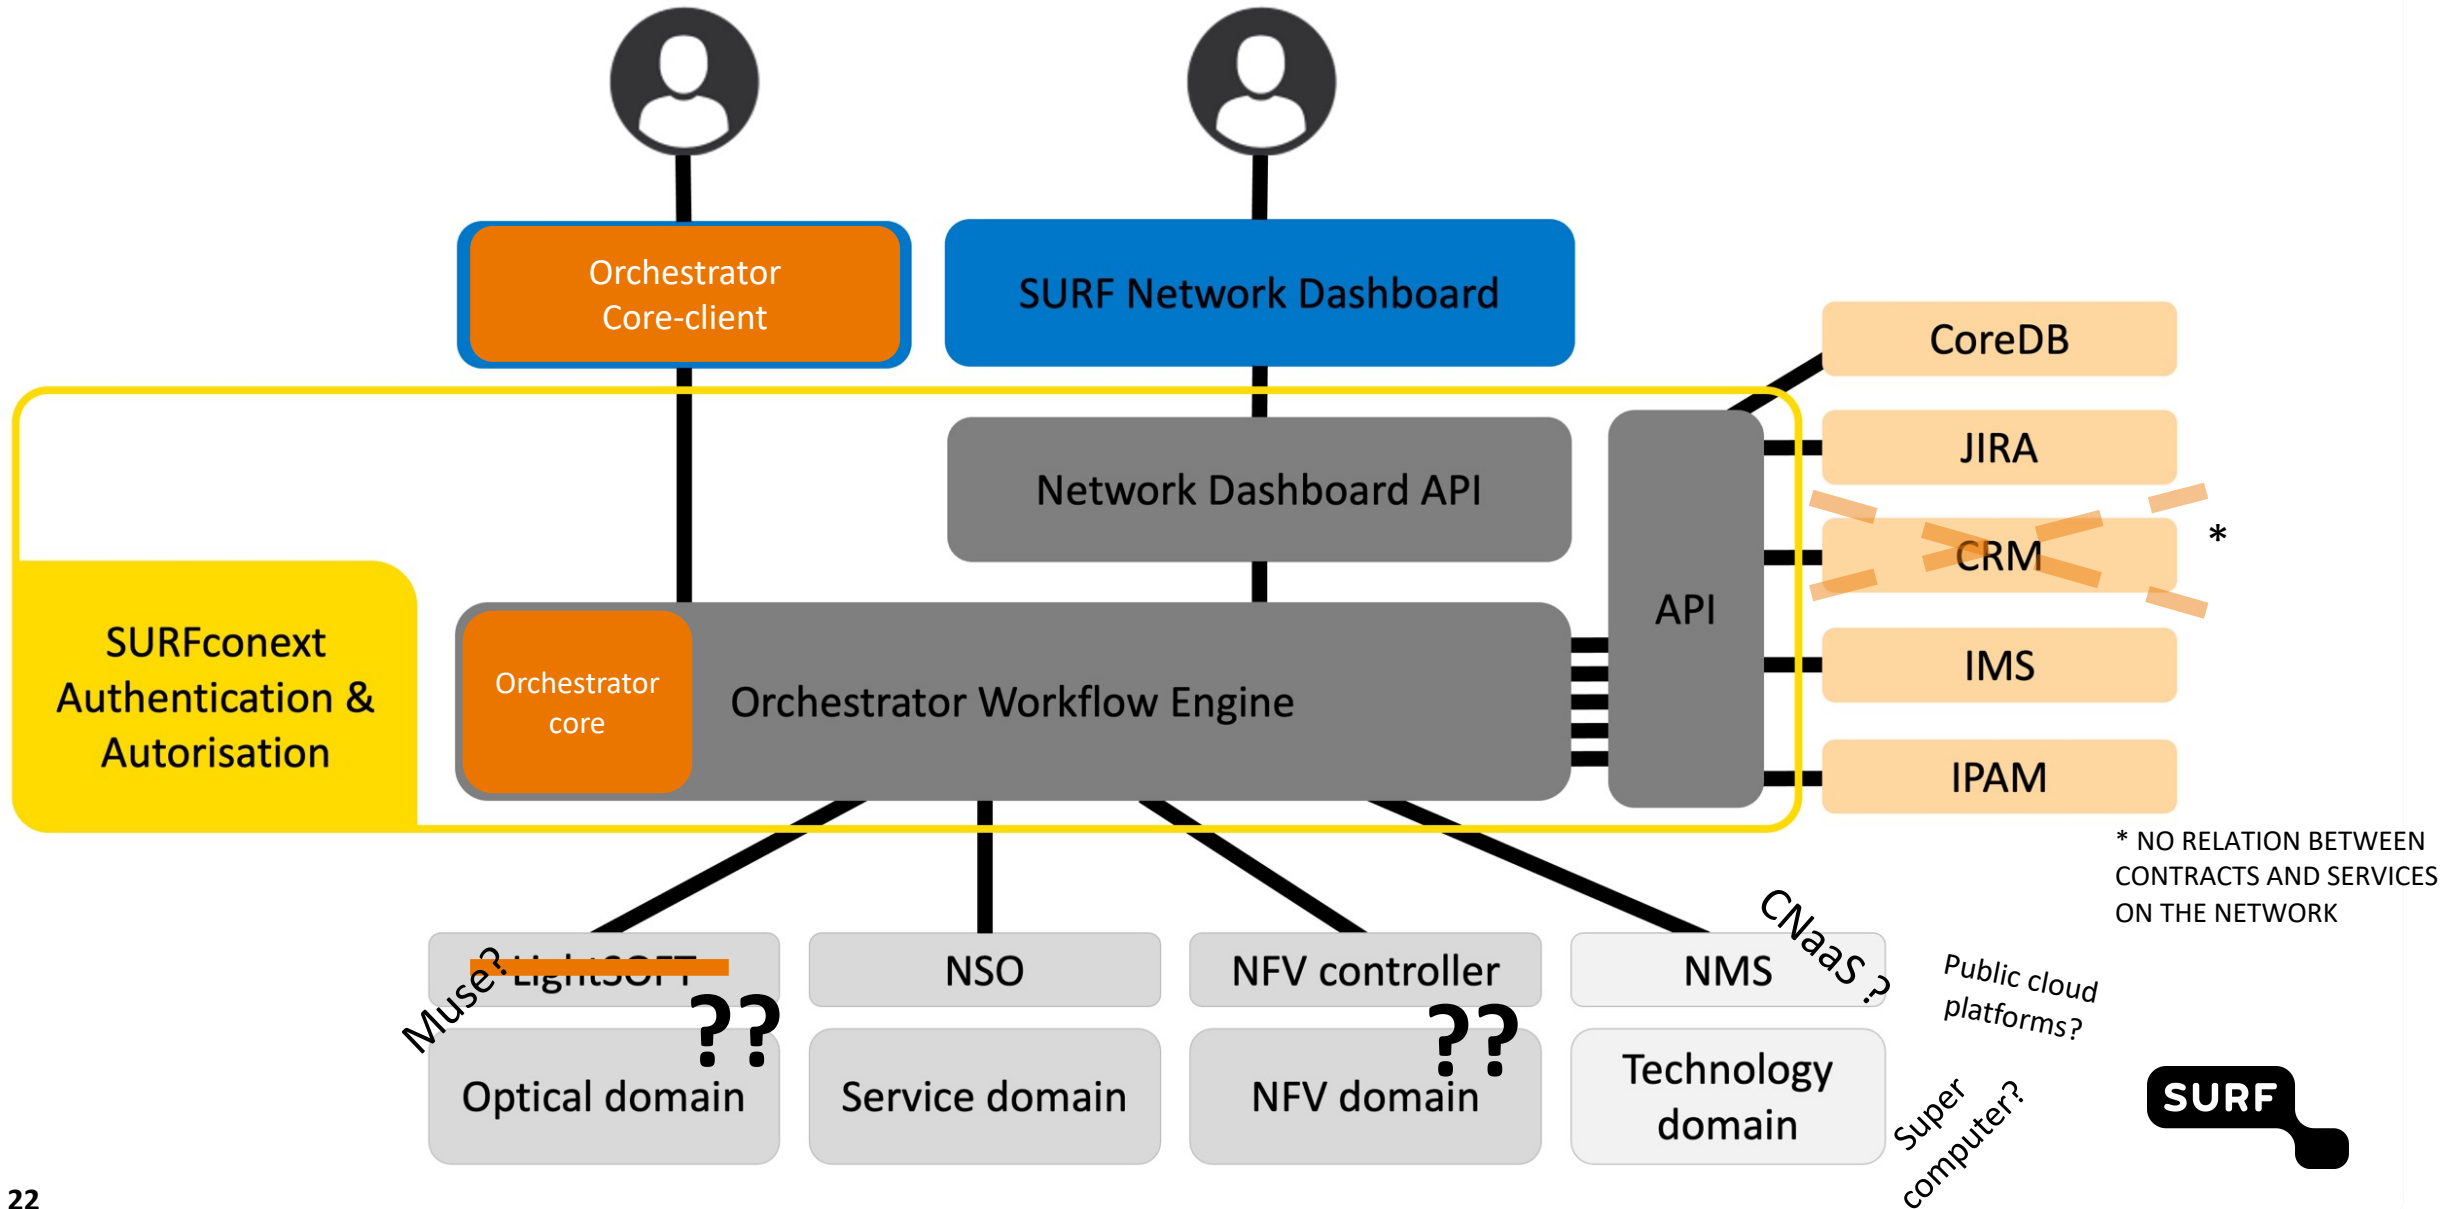 Orchestrator
Core-client
SURF Network Dashboard
CoreDB
JIRA
Network Dashboard API
CRM
*
API
SURFconext
Authentication &
Autorisation
Orchestrator
core
Orchestrator Workflow Engine
IMS
IPAM
* NO RELATION BETWEEN
CONTRACTS AND SERVICES
ON THE NETWORK
Muse?
LightSOFT
??
NSO
NFV controller
??
NMS
CNaaS ?
Public cloud
platforms?
Optical domain
Service domain
NFV domain
Technology
domain
Super
computer?
SURF
22